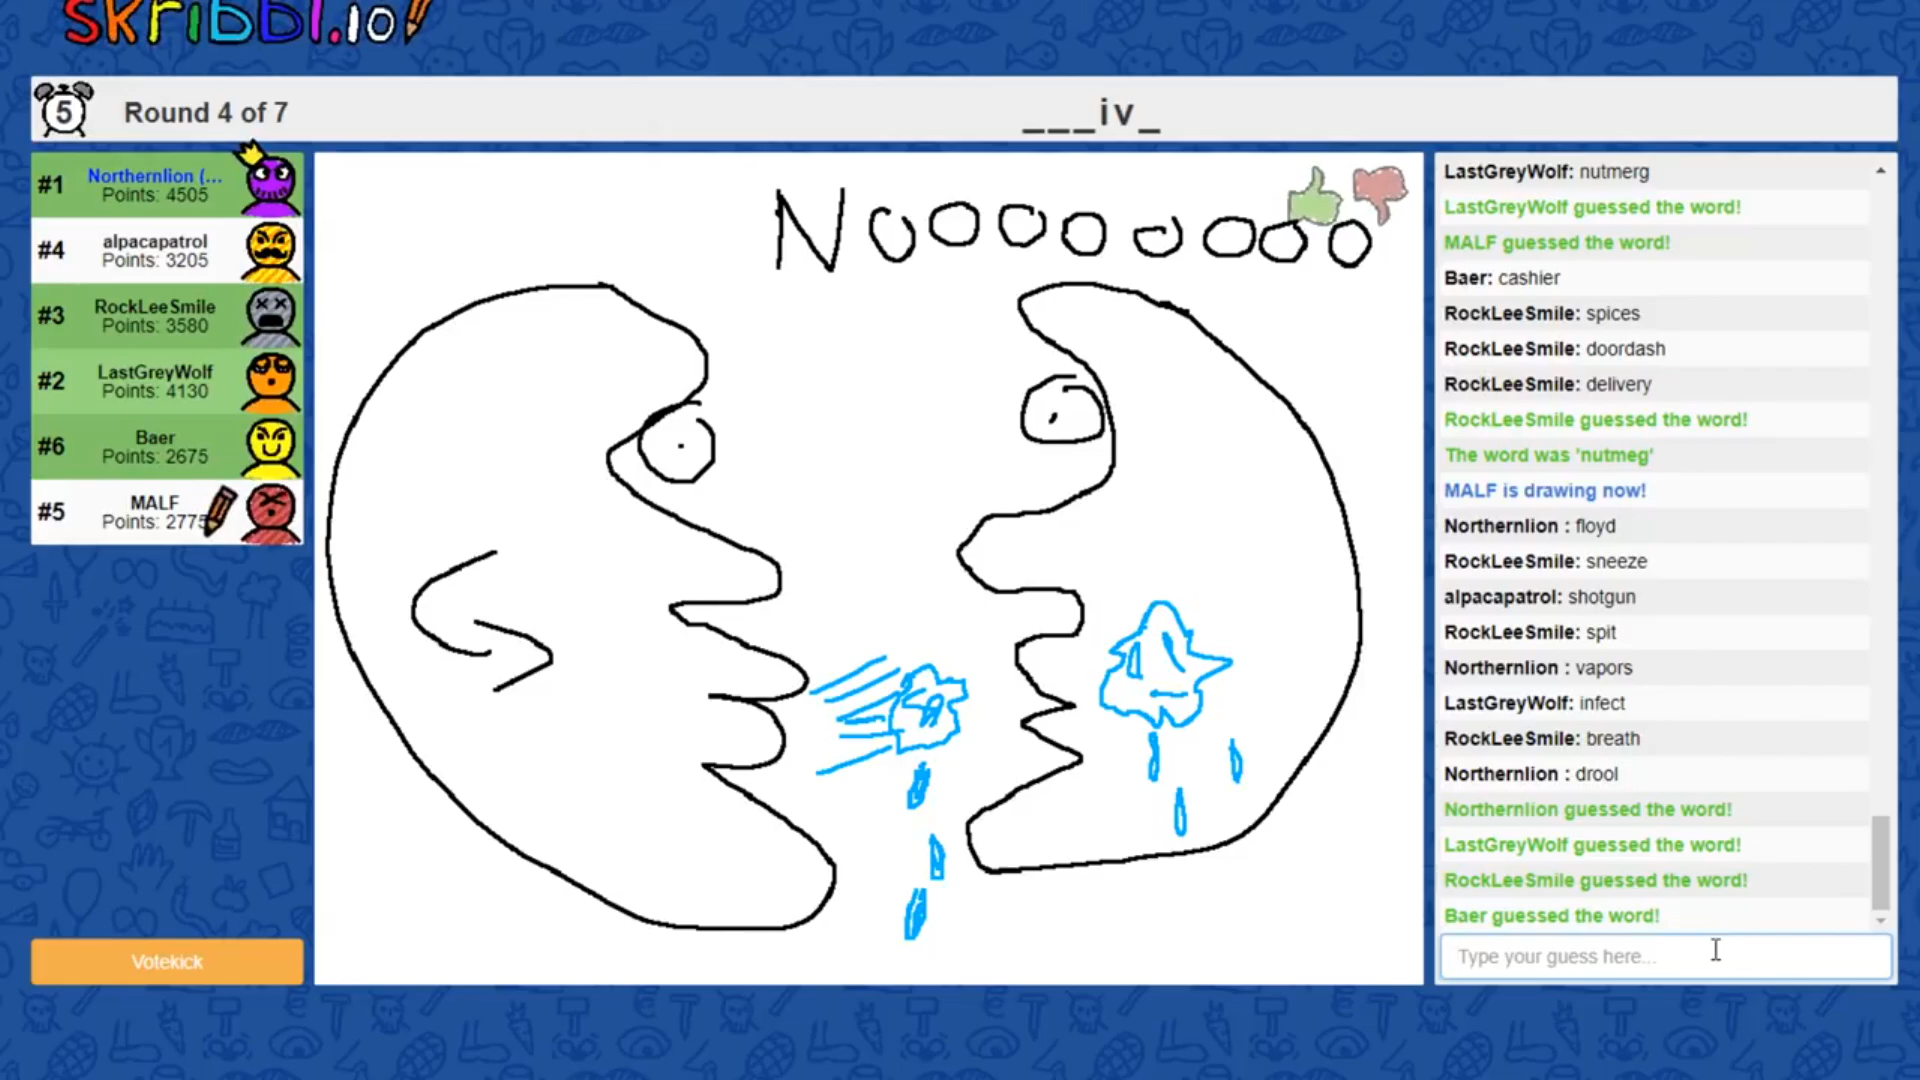 skribbl.io
5 Round 4 of 7 ___iv_
#1 Northernlion (...
Points: 4505
#4 alpacapatrol
Points: 3205
#3 RockLeeSmile
Points: 3580
#2 LastGreyWolf
Points: 4130
#6 Baer
Points: 2675
#5 MALF
Points: 2775
Votekick
Noooooooo
LastGreyWolf: nutmerg
LastGreyWolf guessed the word!
MALF guessed the word!
Baer: cashier
RockLeeSmile: spices
RockLeeSmile: doordash
RockLeeSmile: delivery
RockLeeSmile guessed the word!
The word was 'nutmeg'
MALF is drawing now!
Northernlion : floyd
RockLeeSmile: sneeze
alpacapatrol: shotgun
RockLeeSmile: spit
Northernlion : vapors
LastGreyWolf: infect
RockLeeSmile: breath
Northernlion : drool
Northernlion guessed the word!
LastGreyWolf guessed the word!
RockLeeSmile guessed the word!
Baer guessed the word!
Type your guess here...